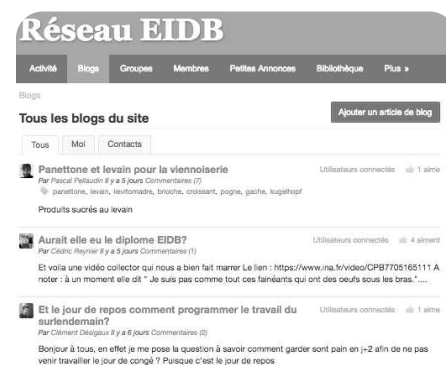 Réseau EIDB
Activité Blogs Groupes Membres Petites Annonces Bibliothèque Plus »
Blogs
Tous les blogs du site
Ajouter un article de blog
Tous Moi Contacts
Panettone et levain pour la viennoiserie
Utilisateurs connectés 1 aime
Par Pascal Pellaudin Il y a 5 jours Commentaires (7)
panettone, levain, lievitomadre, brioche, croissant, pogne, gache, kugelhopf
Produits sucrés au levain
Aurait elle eu le diplome EIDB?
Utilisateurs connectés 4 aiment
Par Cédric Reynier Il y a 5 jours Commentaires (1)
Et voila une vidéo collector qui nous a bien fait marrer Le lien : https://www.ina.fr/video/CPB7705165111 A
noter : à un moment elle dit " Je suis pas comme tout ces fainéants qui ont des oeufs sous les bras."....
Et le jour de repos comment programmer le travail du
surlendemain?
Utilisateurs connectés 1 aime
Par Clément Désigaux Il y a 6 jours Commentaires (2)
Bonjour à tous, en effet je me pose la question à savoir comment garder sont pain en j+2 afin de ne pas
venir travailler le jour de congé ? Puisque c'est le jour de repos